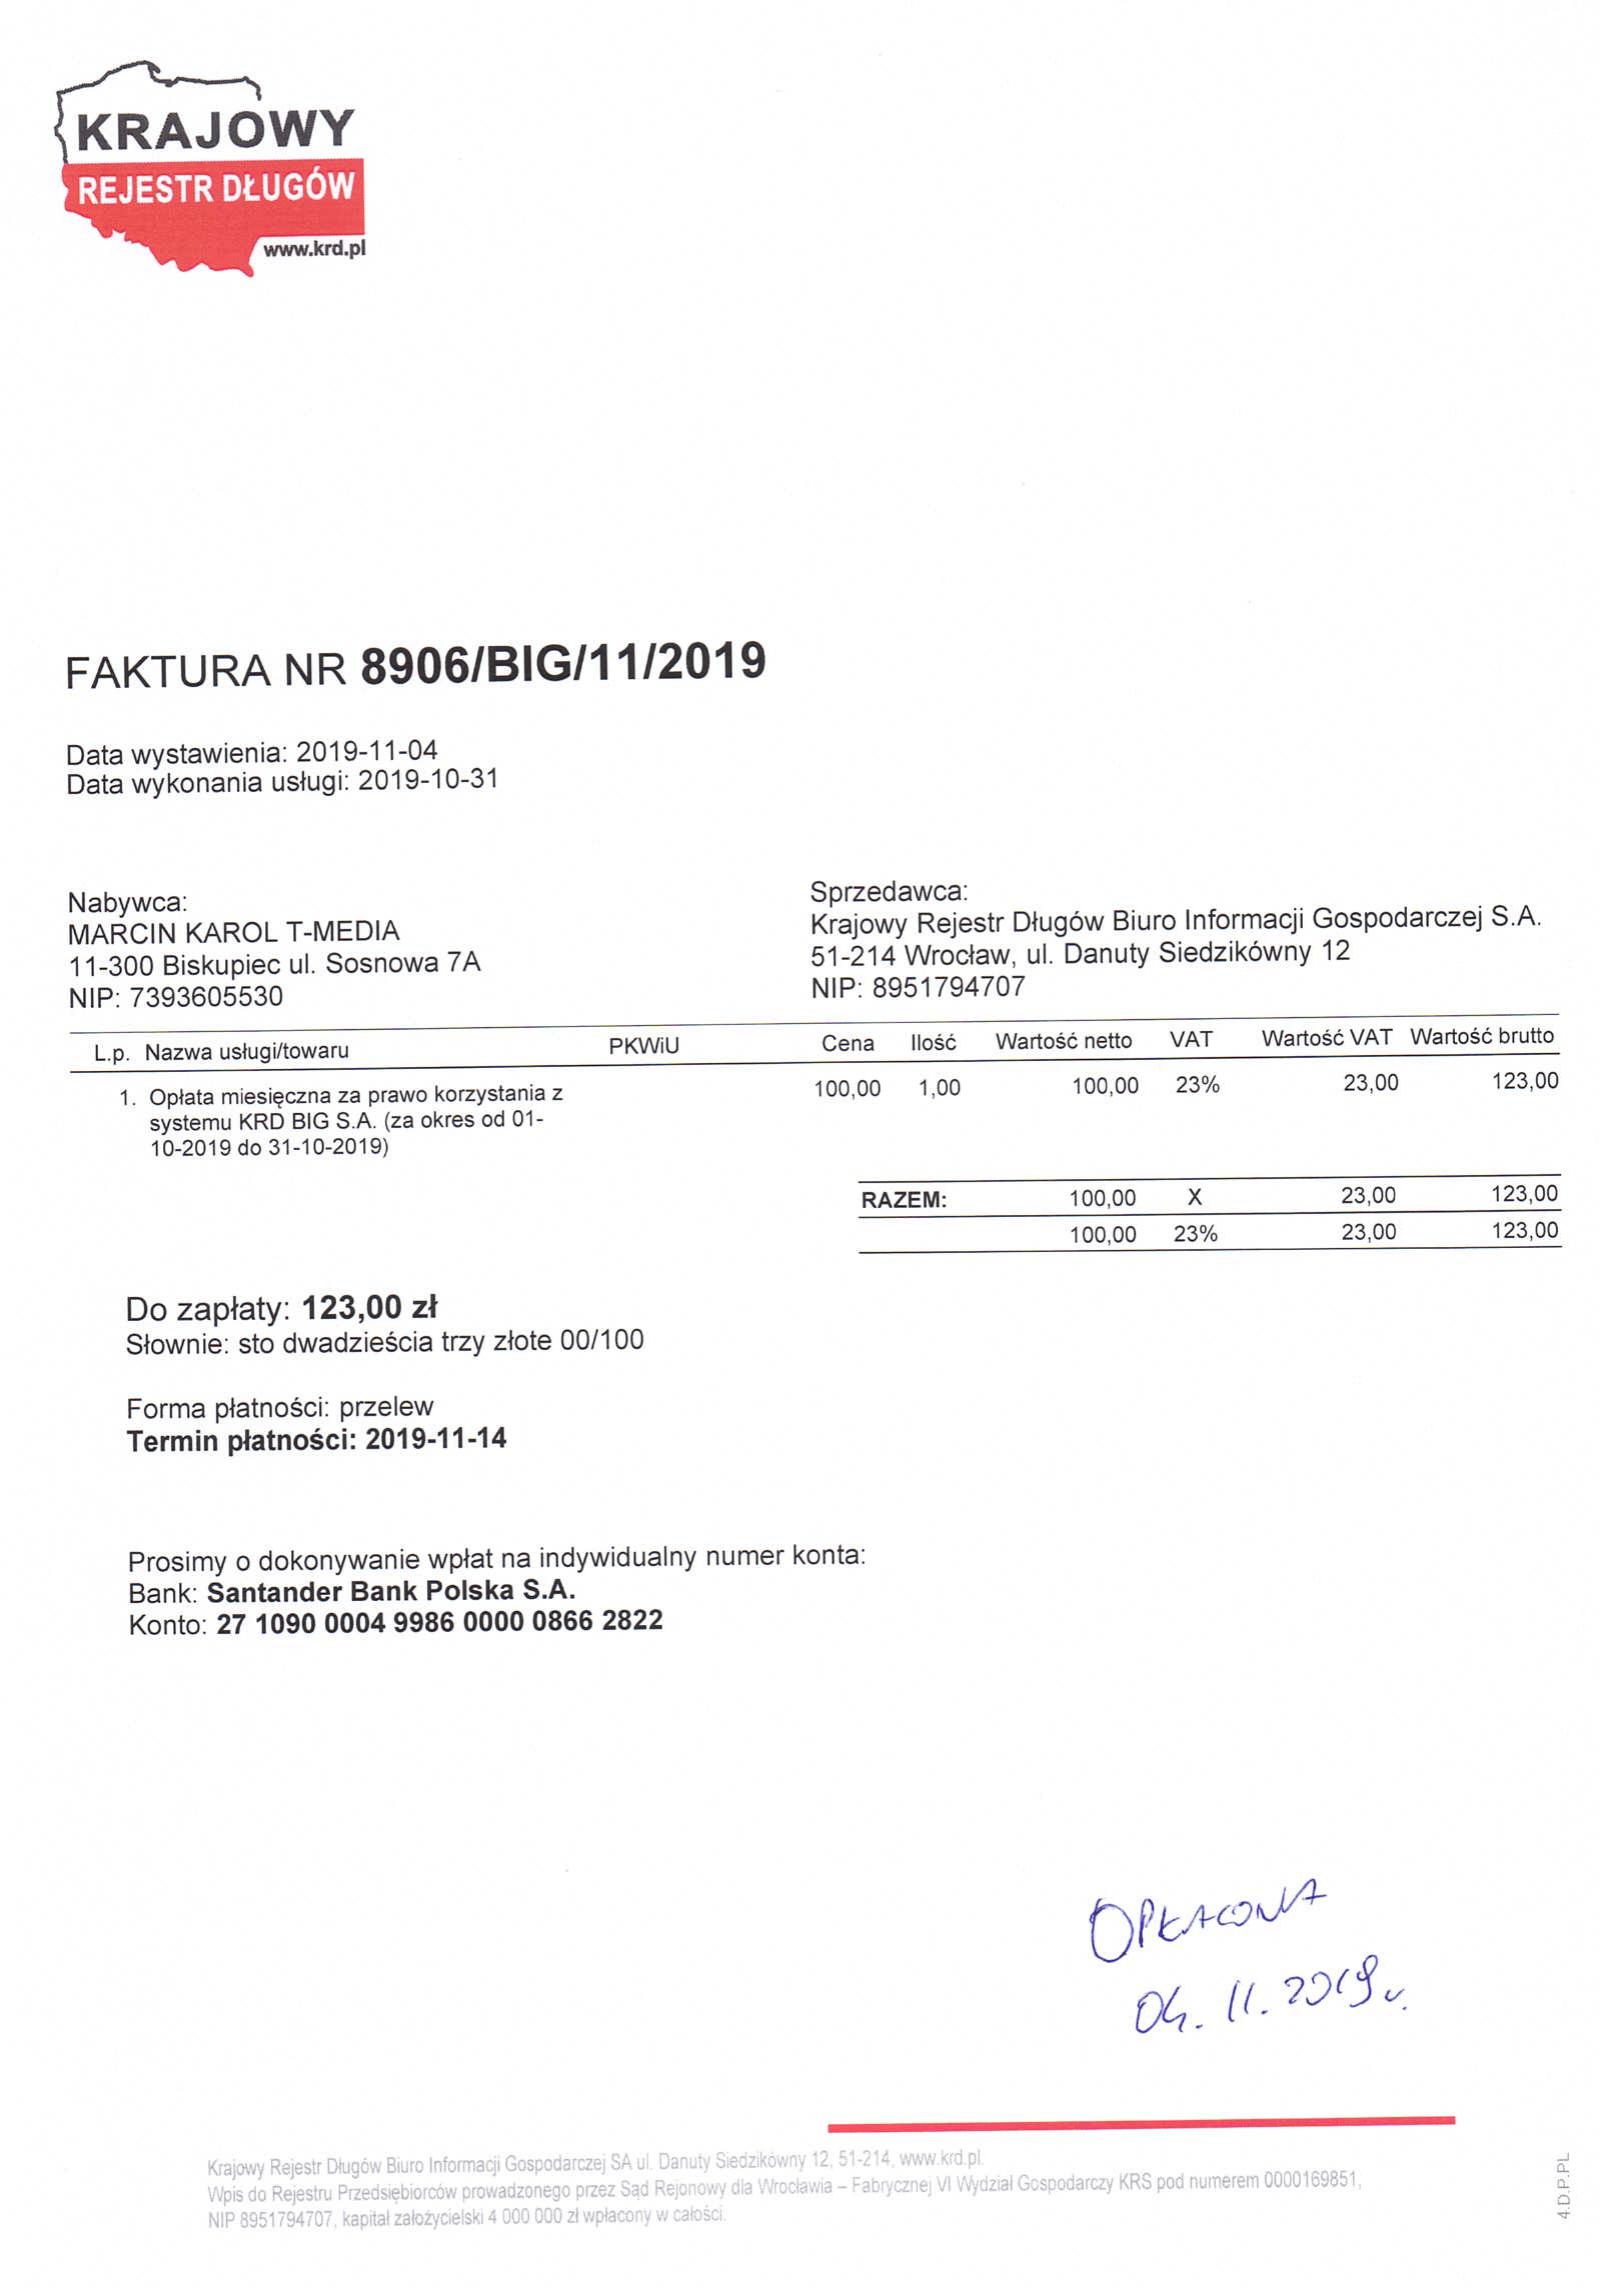 KRAJOWY
REJESTR DŁUGÓW
www.krd.pl
FAKTURA NR 8906/BIG/11/2019
Data wystawienia: 2019-11-04
Data wykonania usługi: 2019-10-31
Nabywca:
MARCIN KAROL T-MEDIA
11-300 Biskupiec ul. Sosnowa 7A
NIP: 7393605530
Sprzedawca:
Krajowy Rejestr Długów Biuro Informacji Gospodarczej S.A.
51-214 Wrocław, ul. Danuty Siedzikówny 12
NIP: 8951794707
L.p. Nazwa usługi/towaru PKWiU Cena Ilość Wartość netto VAT Wartość VAT Wartość brutto
1. Opłata miesięczna za prawo korzystania z 100,00 1,00 100,00 23% 23,00 123,00
systemu KRD BIG S.A. (za okres od 01-
10-2019 do 31-10-2019)
RAZEM: 100,00 X 23,00 123,00
100,00 23% 23,00 123,00
Do zapłaty: 123,00 zł
Słownie: sto dwadzieścia trzy złote 00/100
Forma płatności: przelew
Termin płatności: 2019-11-14
Prosimy o dokonywanie wpłat na indywidualny numer konta:
Bank: Santander Bank Polska S.A.
Konto: 27 1090 0004 9986 0000 0866 2822
OPŁACONA
04. 11. 2019 r.
Krajowy Rejestr Długów Biuro Informacji Gospodarczej SA ul. Danuty Siedzikówny 12, 51-214, www.krd.pl.
Wpis do Rejestru Przedsiębiorców prowadzonego przez Sąd Rejonowy dla Wrocławia – Fabrycznej VI Wydział Gospodarczy KRS pod numerem 0000169851,
NIP 8951794707, kapitał założycielski 4 000 000 zł wpłacony w całości.
4.D.P.PL